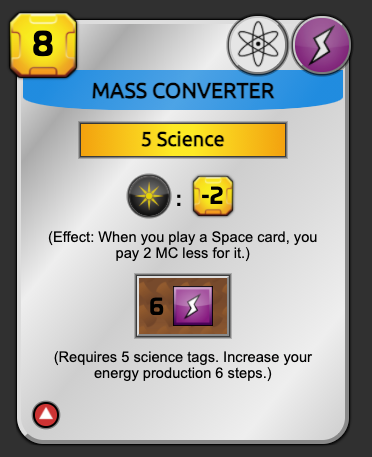 8
MASS CONVERTER
5 Science
: -2
(Effect: When you play a Space card, you
pay 2 MC less for it.)
6
(Requires 5 science tags. Increase your
energy production 6 steps.)